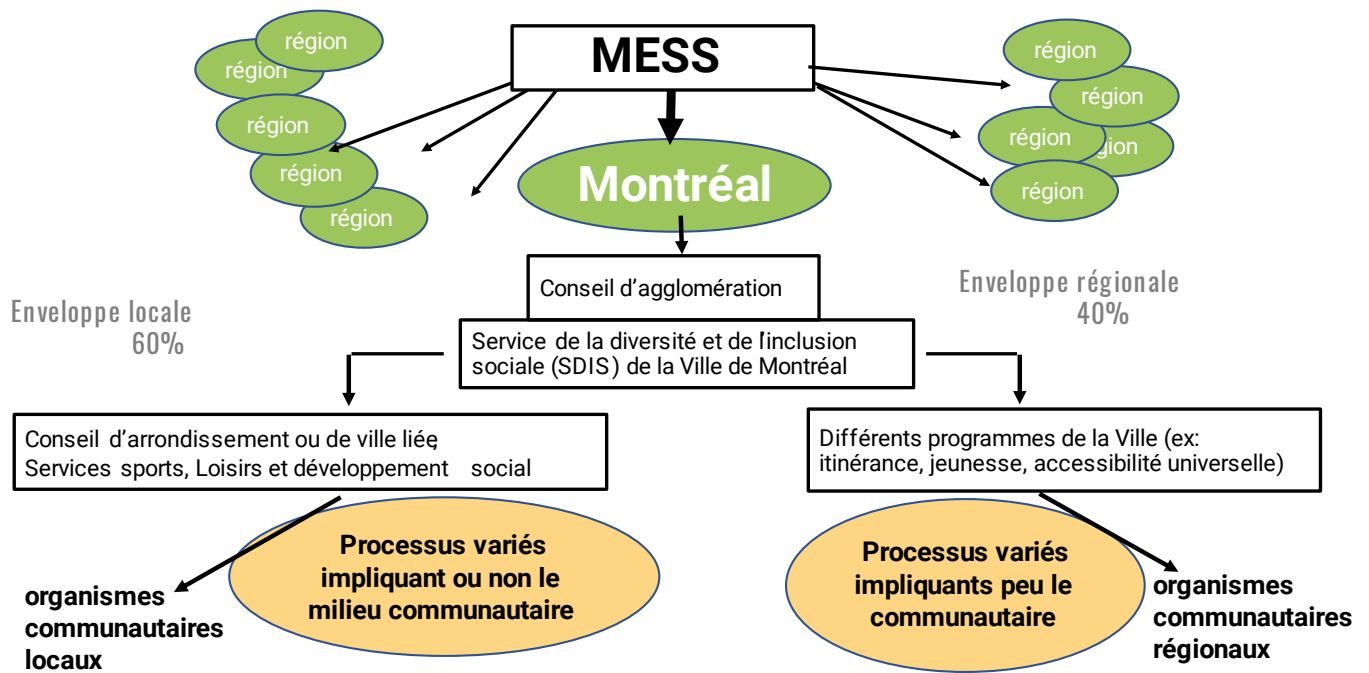 région
région
région
région
région
MESS
région
région
région
gion
région
Montréal
Conseil d’agglomération
Enveloppe locale
60%
Enveloppe régionale
40%
Service de la diversité et de l’inclusion
sociale (SDIS) de la Ville de Montréal
Conseil d’arrondissement ou de ville liée,
Services sports, Loisirs et développement social
Différents programmes de la Ville (ex:
itinérance, jeunesse, accessibilité universelle)
Processus variés
impliquant ou non le
milieu communautaire
Processus variés
impliquants peu le
communautaire
organismes
communautaires
locaux
organismes
communautaires
régionaux